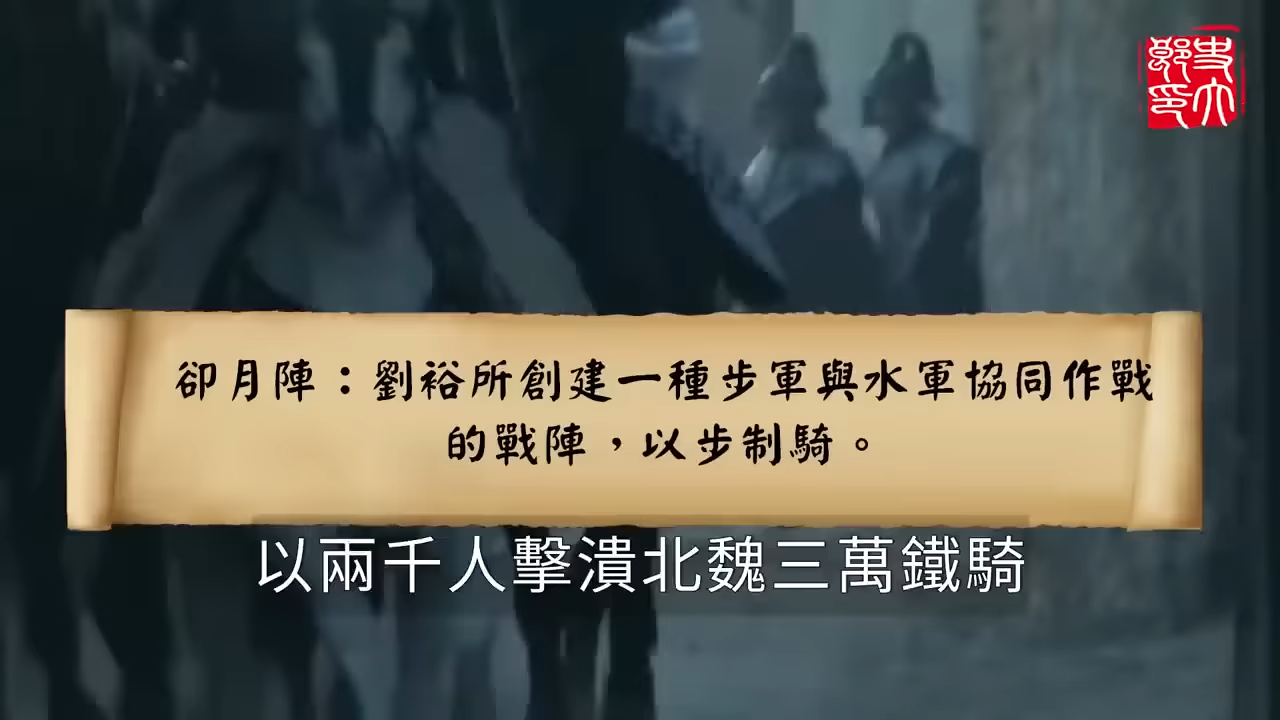 卻月陣：劉裕所創建一種步軍與水軍協同作戰
的戰陣，以步制騎。
以兩千人擊潰北魏三萬鐵騎